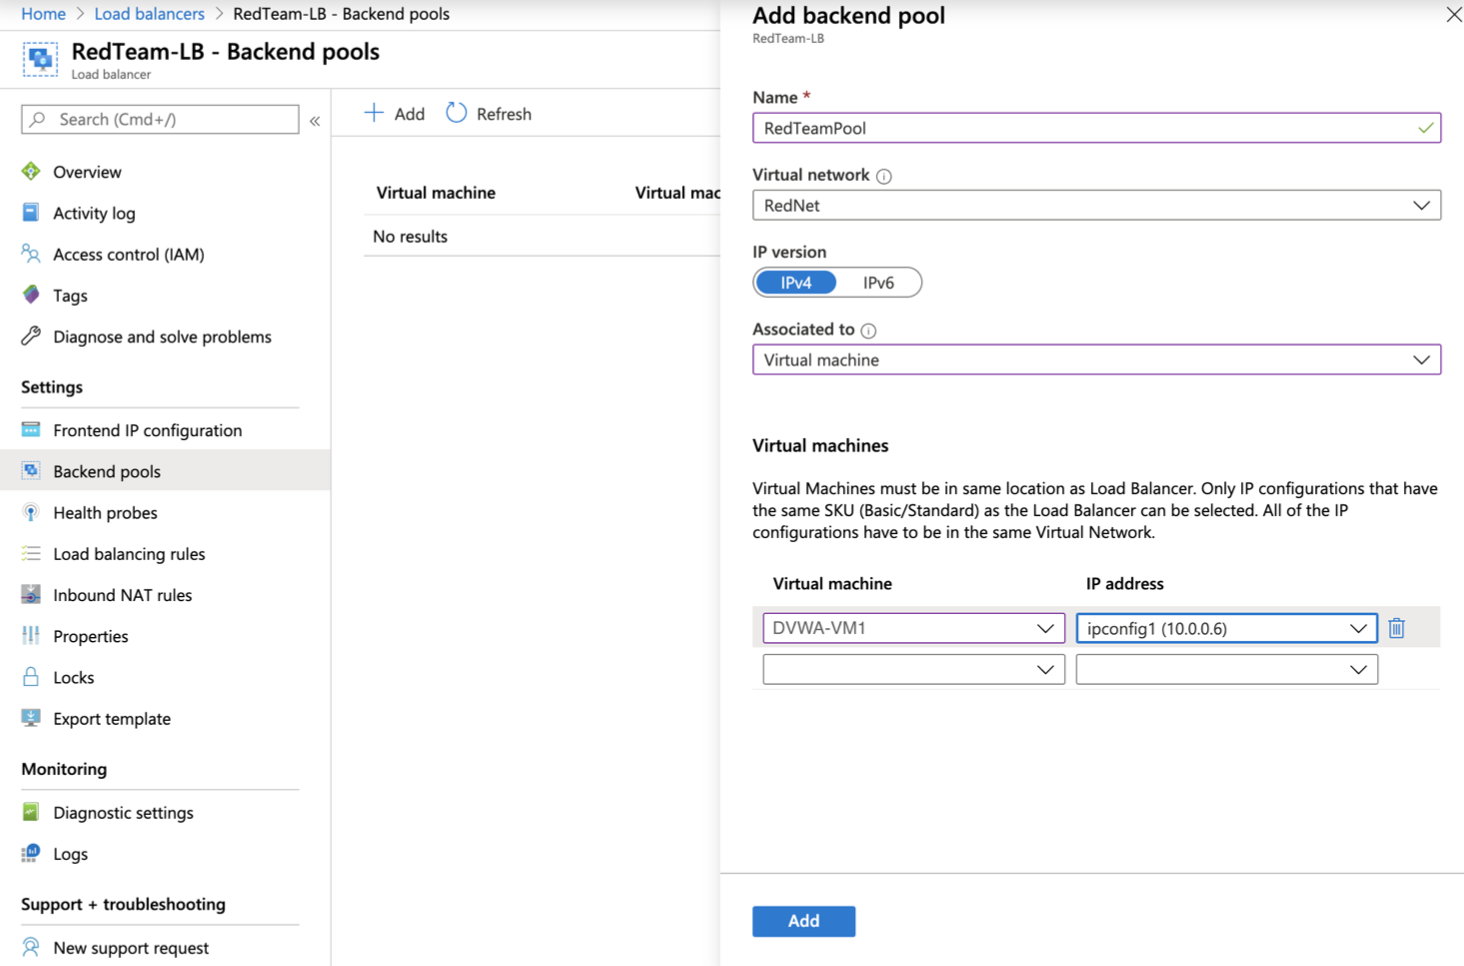 Home > Load balancers > RedTeam-LB - Backend pools
RedTeam-LB - Backend pools
Load balancer
Search (Cmd+/)
«
Overview
Activity log
Access control (IAM)
Tags
Diagnose and solve problems
Settings
Frontend IP configuration
Backend pools
Health probes
Load balancing rules
Inbound NAT rules
Properties
Locks
Export template
Monitoring
Diagnostic settings
Logs
Support + troubleshooting
New support request
Add Refresh
Virtual machine Virtual mac
No results
Add backend pool
RedTeam-LB
Name *
RedTeamPool
Virtual network
RedNet
IP version
IPv4 IPv6
Associated to
Virtual machine
Virtual machines
Virtual Machines must be in same location as Load Balancer. Only IP configurations that have
the same SKU (Basic/Standard) as the Load Balancer can be selected. All of the IP
configurations have to be in the same Virtual Network.
Virtual machine IP address
DVWA-VM1 ipconfig1 (10.0.0.6)
Add